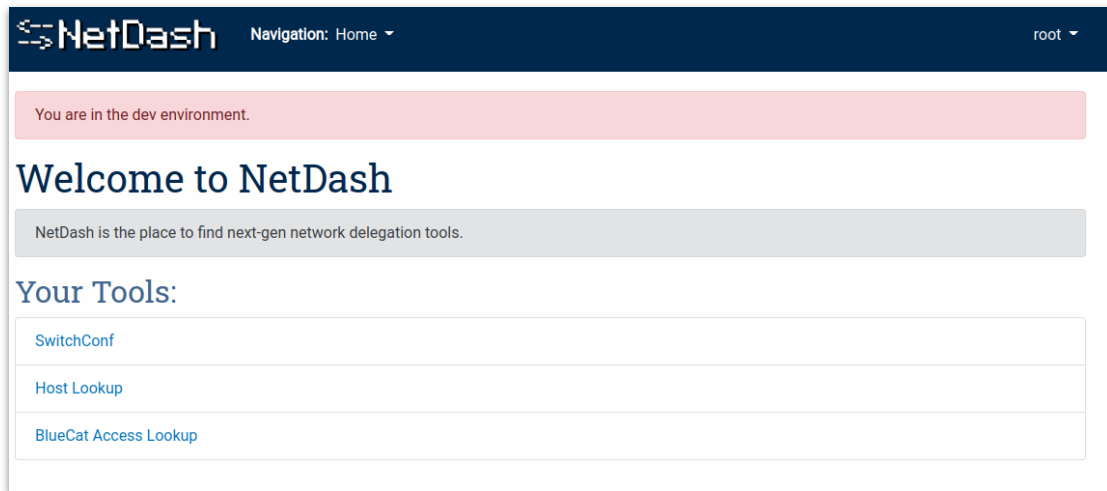 NetDash Navigation: Home root
You are in the dev environment.
Welcome to NetDash
NetDash is the place to find next-gen network delegation tools.
Your Tools:
SwitchConf
Host Lookup
BlueCat Access Lookup